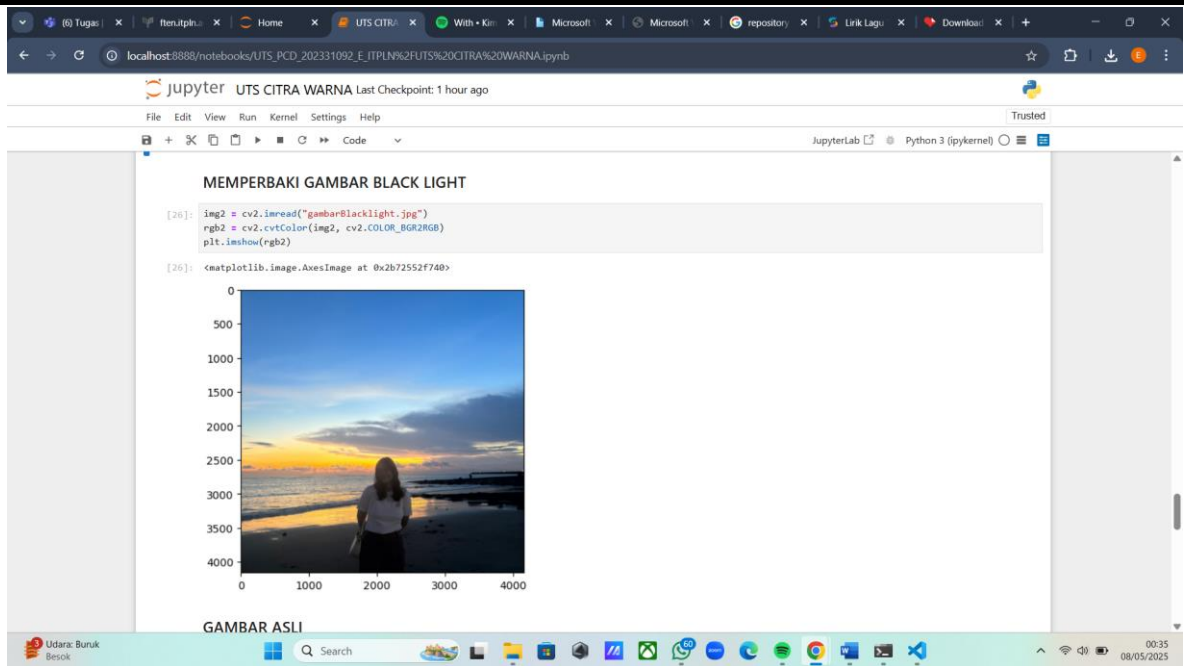 (6) Tugas |
ften.itpln.a
Home
UTS CITRA
With • Kim
Microsoft
Microsoft
repository
Lirik Lagu
Download
localhost:8888/notebooks/UTS_PCD_202331092_E_ITPLN%2FUTS%20CITRA%20WARNA.ipynb
E
jupyter UTS CITRA WARNA Last Checkpoint: 1 hour ago
File Edit View Run Kernel Settings Help
Trusted
Code
JupyterLab
Python 3 (ipykernel)
MEMPERBAKI GAMBAR BLACK LIGHT
[26]: img2 = cv2.imread("gambarBlacklight.jpg")
rgb2 = cv2.cvtColor(img2, cv2.COLOR_BGR2RGB)
plt.imshow(rgb2)
[26]: <matplotlib.image.AxesImage at 0x2b72552f740>
0
500
1000
1500
2000
2500
3000
3500
4000
0 1000 2000 3000 4000
GAMBAR ASLI
3
Udara: Buruk
Besok
Search
60
00:35
08/05/2025